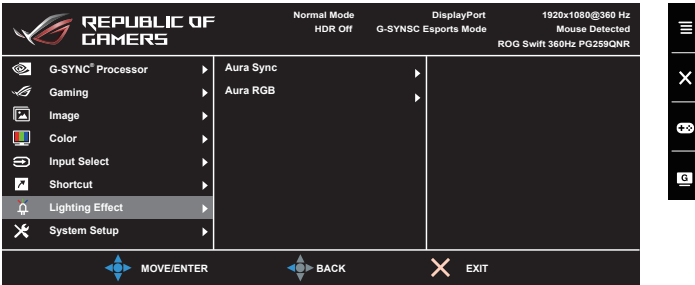 REPUBLIC OF
GAMERS
Normal Mode DisplayPort 1920x1080@360 Hz
HDR Off G-SYNSC Esports Mode Mouse Detected
ROG Swift 360Hz PG259QNR
G-SYNC® Processor
Aura Sync
Gaming
Aura RGB
Image
Color
Input Select
Shortcut
Lighting Effect
System Setup
MOVE/ENTER BACK EXIT
G